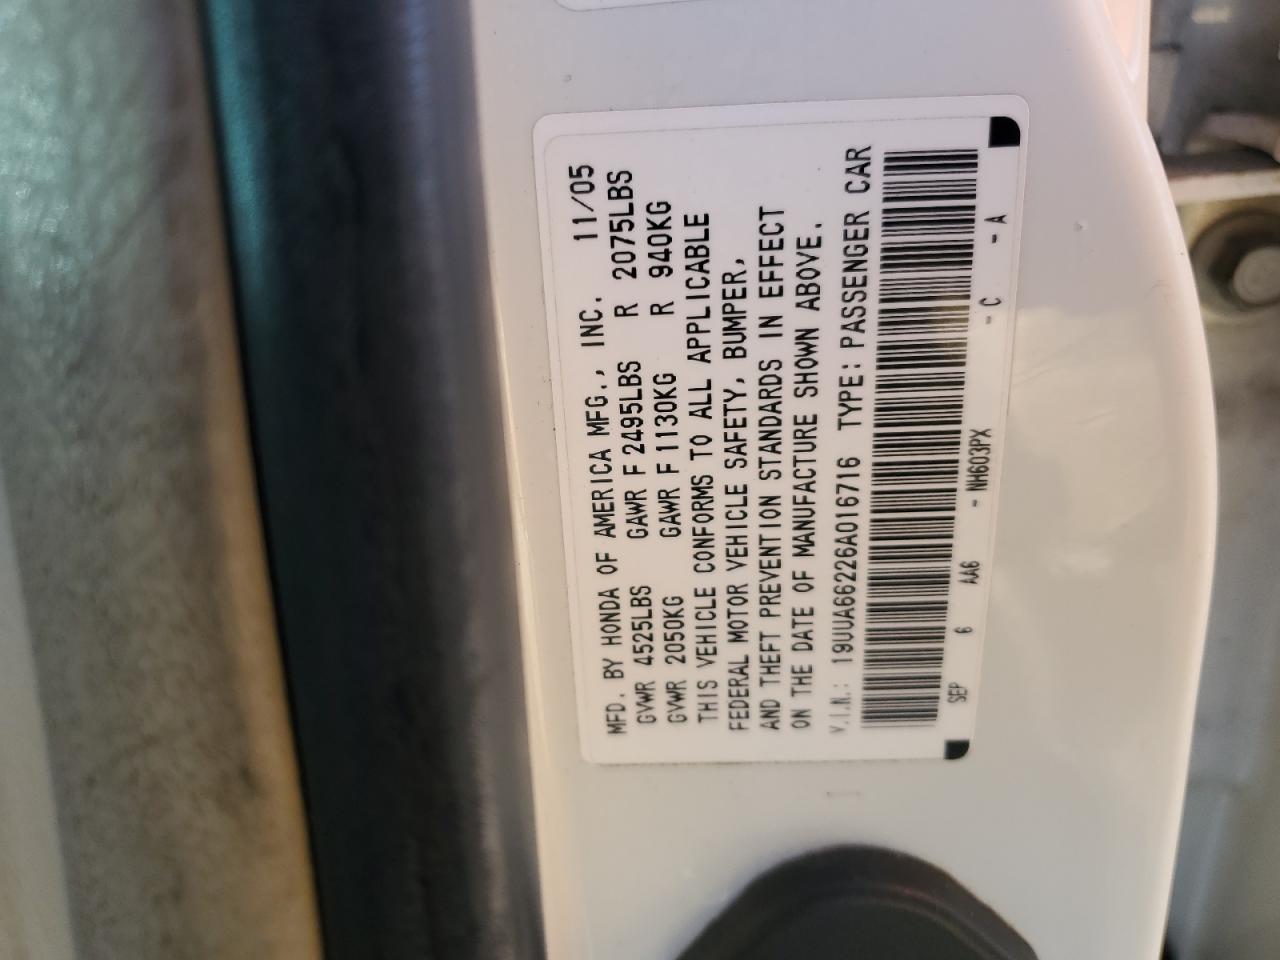 MFD. BY HONDA OF AMERICA MFG., INC. 11/05
GVWR 4525LBS GAWR F 2495LBS R 2075LBS
GVWR 2050KG GAWR F 1130KG R 940KG
THIS VEHICLE CONFORMS TO ALL APPLICABLE
FEDERAL MOTOR VEHICLE SAFETY, BUMPER,
AND THEFT PREVENTION STANDARDS IN EFFECT
ON THE DATE OF MANUFACTURE SHOWN ABOVE.
V.I.N.: 19UUA66226A016716 TYPE: PASSENGER CAR
SEP 6 AA6 - NH603PX - C - A